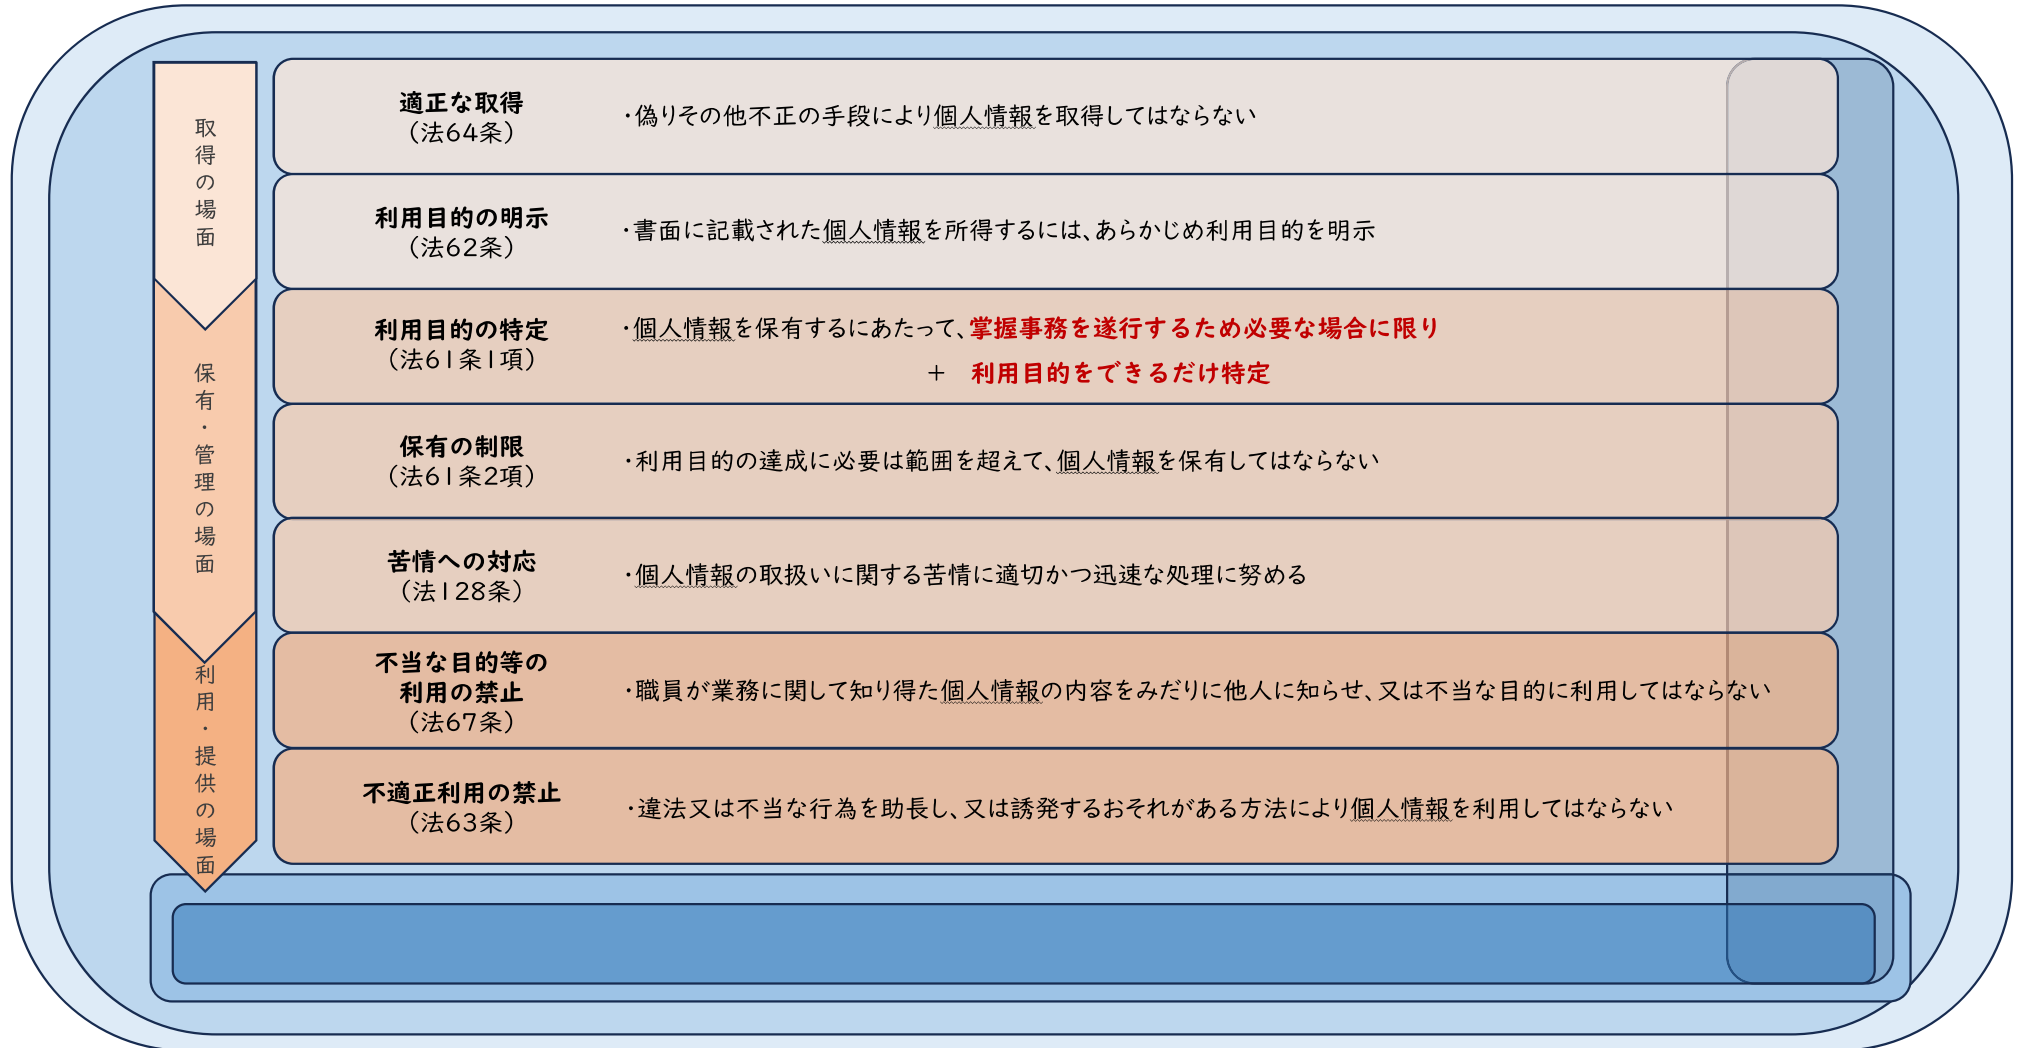 取得の場面
適正な取得
（法64条）
・偽りその他不正の手段により個人情報を取得してはならない
利用目的の明示
（法62条）
・書面に記載された個人情報を所得するには、あらかじめ利用目的を明示
保有・管理の場面
利用目的の特定
（法61条1項）
・個人情報を保有するにあたって、掌握事務を遂行するため必要な場合に限り
＋　利用目的をできるだけ特定
保有の制限
（法61条2項）
・利用目的の達成に必要は範囲を超えて、個人情報を保有してはならない
苦情への対応
（法128条）
・個人情報の取扱いに関する苦情に適切かつ迅速な処理に努める
利用・提供の場面
不当な目的等の
利用の禁止
（法67条）
・職員が業務に関して知り得た個人情報の内容をみだりに他人に知らせ、又は不当な目的に利用してはならない
不適正利用の禁止
（法63条）
・違法又は不当な行為を助長し、又は誘発するおそれがある方法により個人情報を利用してはならない